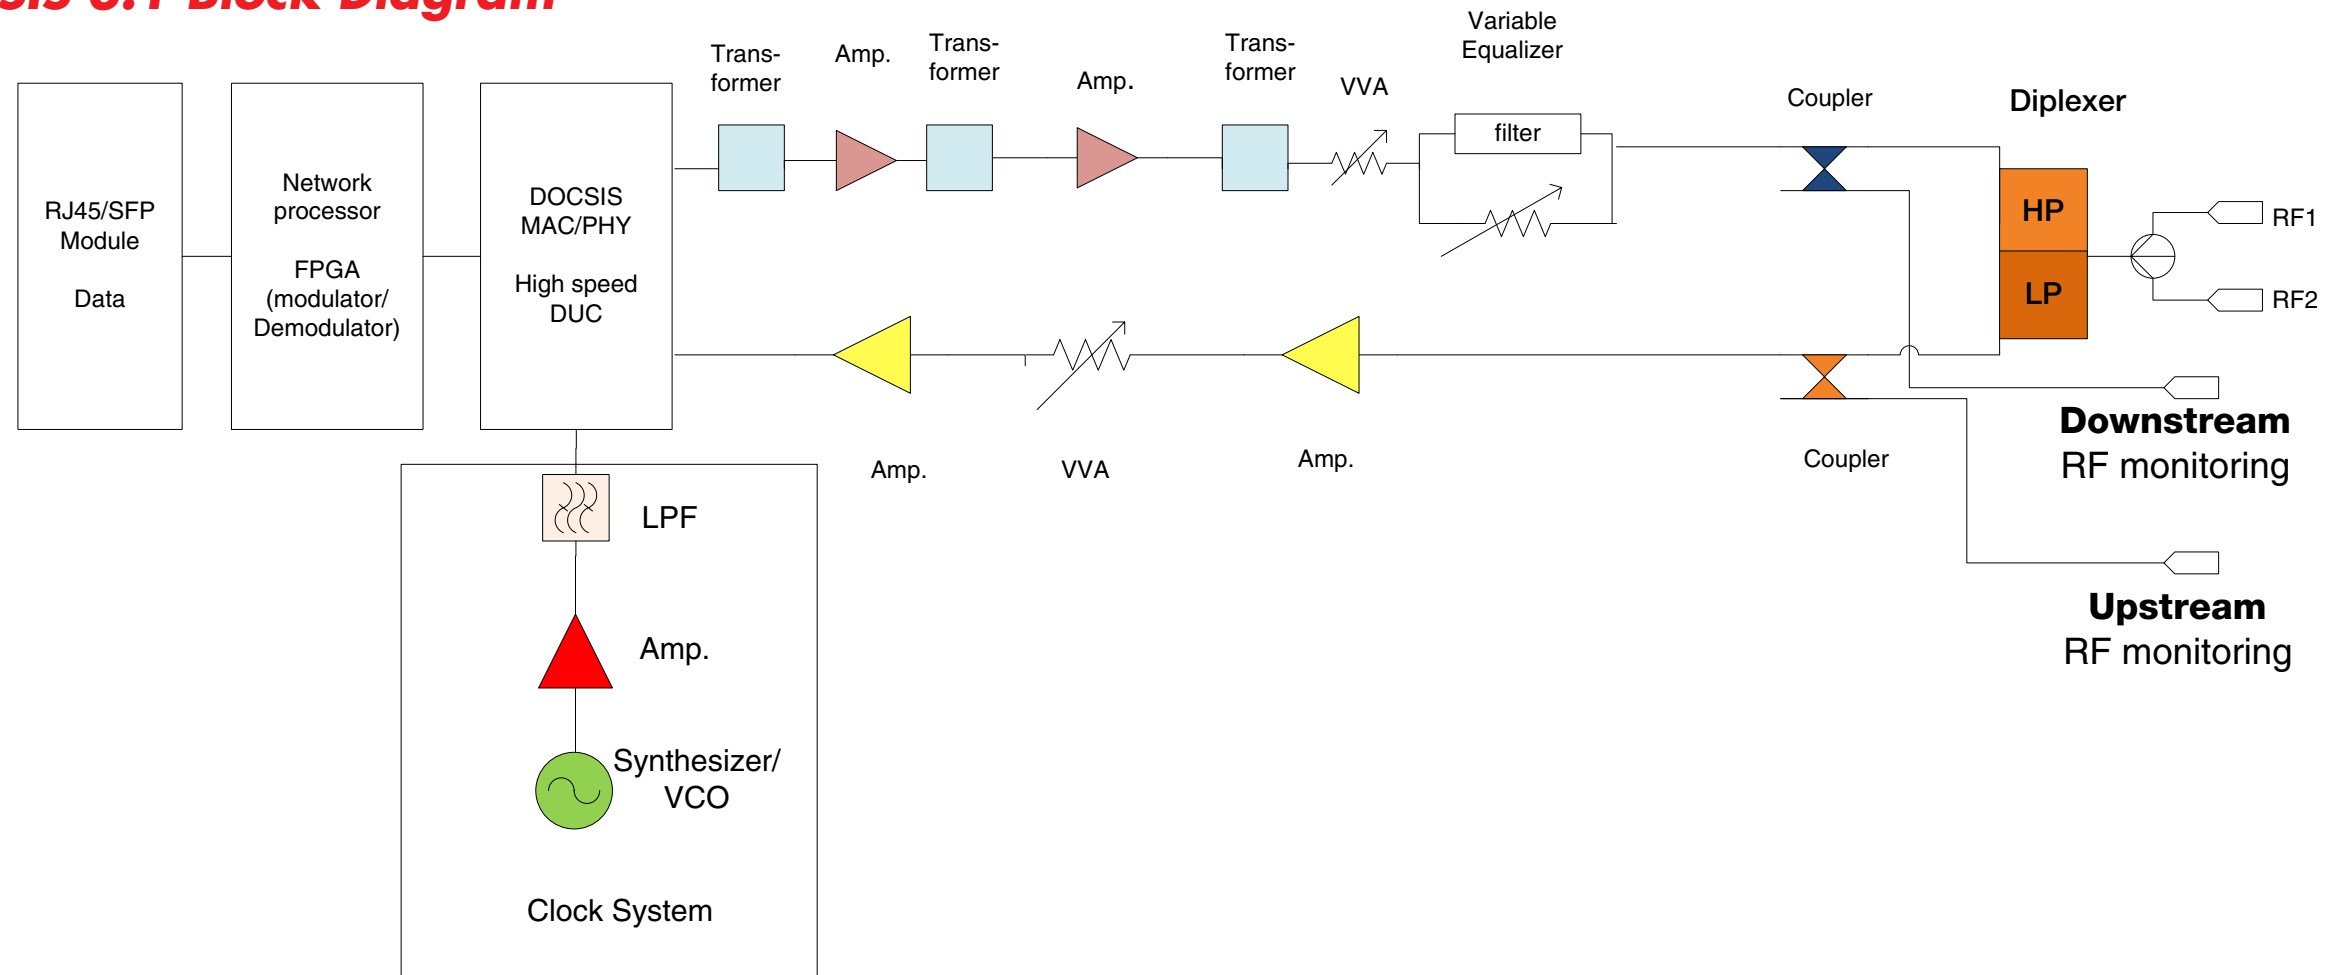 Block Diagram
Trans-
former
Amp.
Trans-
former
Amp.
Trans-
former
VVA
Variable
Equalizer
filter
Coupler
Diplexer
RJ45/SFP
Module
Data
Network
processor
FPGA
(modulator/
Demodulator)
DOCSIS
MAC/PHY
High speed
DUC
HP
LP
RF1
RF2
Amp.
VVA
Amp.
Coupler
Downstream
RF monitoring
Upstream
RF monitoring
LPF
Amp.
Synthesizer/
VCO
Clock System